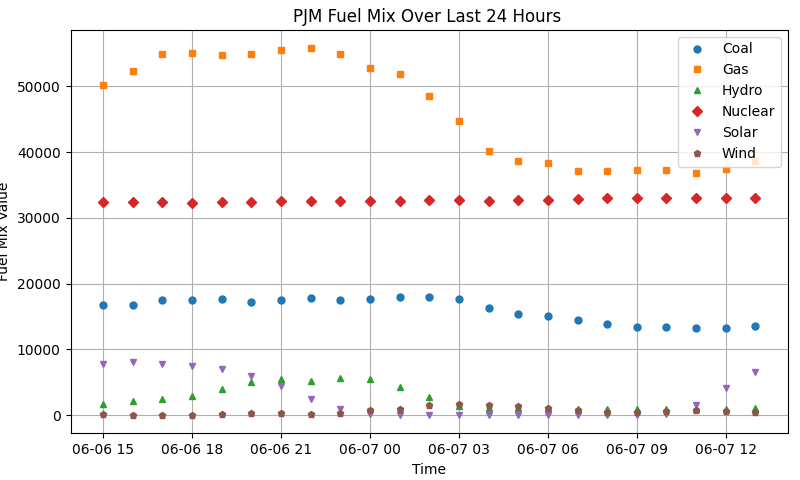 PJM Fuel Mix Over Last 24 Hours
Coal
Gas
Hydro
Nuclear
Solar
Wind
Fuel Mix Value
50000
40000
30000
20000
10000
0
06-06 15 06-06 18 06-06 21 06-07 00 06-07 03 06-07 06 06-07 09 06-07 12
Time